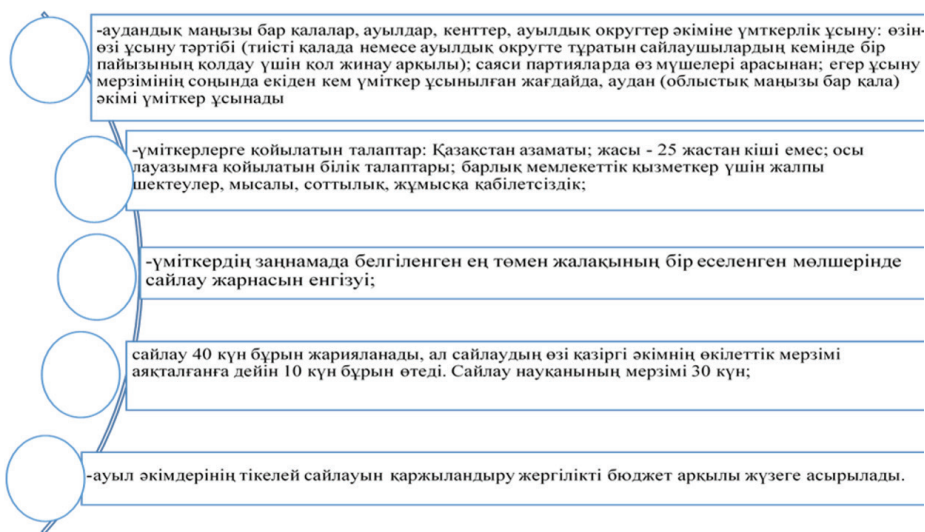 -аудандық маңызы бар қалалар, ауылдар, кенттер, ауылдық округтер әкіміне үмткерлік ұсыну: өзін-
өзі ұсыну тәртібі (тиісті қалада немесе ауылдық округте тұратын сайлаушылардың кемінде бір
пайызының қолдау үшін қол жинау арқылы); саяси партияларда өз мүшелері арасынан; егер ұсыну
мерзімінің соңында екіден кем үміткер ұсынылған жағдайда, аудан (облыстық маңызы бар қала)
әкімі үміткер ұсынады
-үміткерлерге қойылатын талаптар: Қазақстан азаматы; жасы - 25 жастан кіші емес; осы
лауазымға қойылатын білік талаптары; барлық мемлекеттік қызметкер үшін жалпы
шектеулер, мысалы, соттылық, жұмысқа қабілетсіздік;
-үміткердің заңнамада белгіленген ең төмен жалақының бір еселенген мөлшерінде
сайлау жарнасын енгізуі;
сайлау 40 күн бұрын жарияланады, ал сайлаудың өзі қазіргі әкімнің өкілеттік мерзімі
аяқталғанға дейін 10 күн бұрын өтеді. Сайлау науқанының мерзімі 30 күн;
-ауыл әкімдерінің тікелей сайлауын қаржыландыру жергілікті бюджет арқылы жүзеге асырылады.